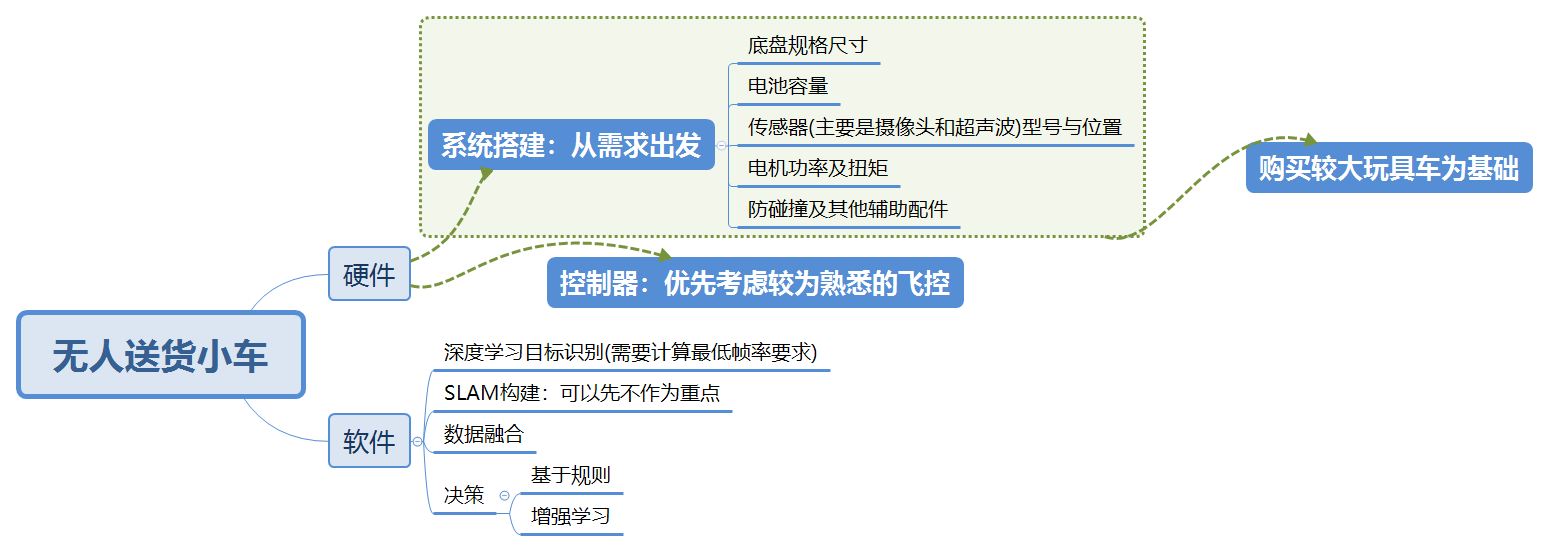 无人送货小车
硬件
系统搭建：从需求出发
底盘规格尺寸
电池容量
传感器(主要是摄像头和超声波)型号与位置
电机功率及扭矩
防碰撞及其他辅助配件
购买较大玩具车为基础
控制器：优先考虑较为熟悉的飞控
软件
深度学习目标识别(需要计算最低帧率要求)
SLAM构建：可以先不作为重点
数据融合
决策
基于规则
增强学习